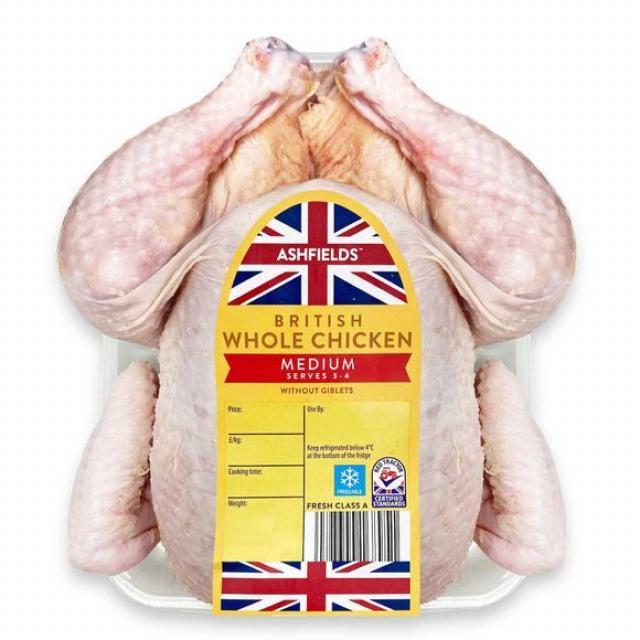 ASHFIELDS™
BRITISH
WHOLE CHICKEN
MEDIUM
SERVES 3-4
WITHOUT GIBLETS
Price:
Use By:
£/kg:
Keep refrigerated below 4°C
at the bottom of the fridge
Cooking time:
RED TRACTOR
FREEZABLE
CERTIFIED
STANDARDS
Weight:
FRESH CLASS A